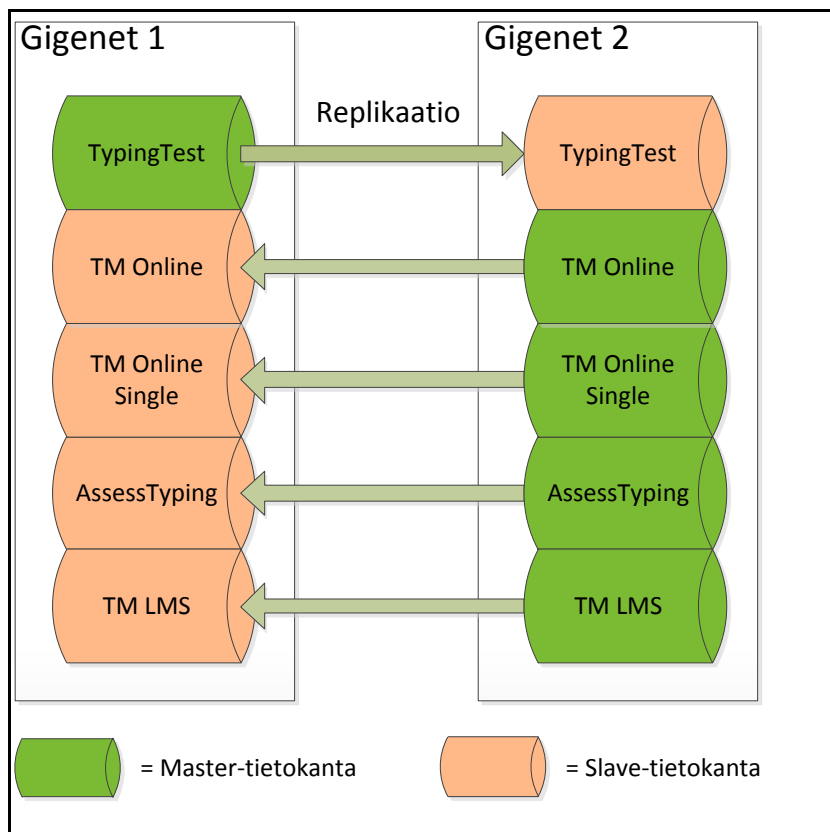 Gigenet 1
Gigenet 2
Replikaatio
TypingTest
TypingTest
TM Online
TM Online
TM Online
Single
TM Online
Single
AssessTyping
AssessTyping
TM LMS
TM LMS
= Master-tietokanta
= Slave-tietokanta